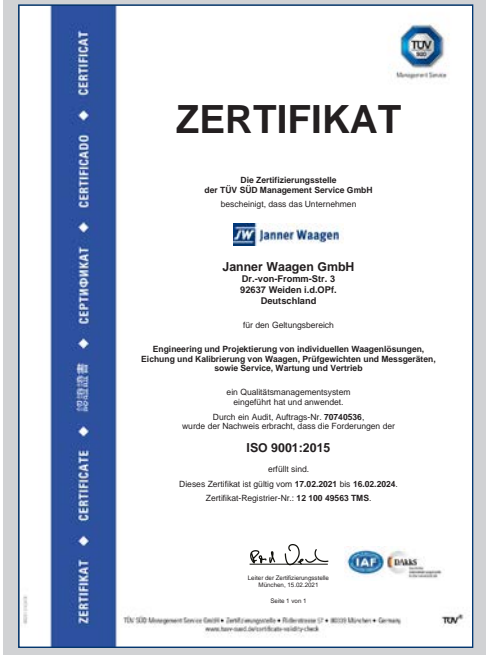 TÜV
SÜD
Management Service
ZERTIFIKAT
Die Zertifizierungsstelle
der TÜV SÜD Management Service GmbH
bescheinigt, dass das Unternehmen
JW Janner Waagen
Janner Waagen GmbH
Dr.-von-Fromm-Str. 3
92637 Weiden i.d.OPf.
Deutschland
für den Geltungsbereich
Engineering und Projektierung von individuellen Waagenlösungen,
Eichung und Kalibrierung von Waagen, Prüfgewichten und Messgeräten,
sowie Service, Wartung und Vertrieb
ein Qualitätsmanagementsystem
eingeführt hat und anwendet.
Durch ein Audit, Auftrags-Nr. 70740536,
wurde der Nachweis erbracht, dass die Forderungen der
ISO 9001:2015
erfüllt sind.
Dieses Zertifikat ist gültig vom 17.02.2021 bis 16.02.2024.
Zertifikat-Registrier-Nr.: 12 100 49563 TMS.
Leiter der Zertifizierungsstelle
München, 15.02.2021
IAF
DAkkS
Seite 1 von 1
TÜV SÜD Management Service GmbH • Zertifizierungsstelle • Ridlerstrasse 57 • 80339 München • Germany
www.tuev-sued.de/certificate-validity-check
TÜV®
ZERTIFIKAT ◆ CERTIFICATE ◆ 認證證書 ◆ СЕРТИФИКАТ ◆ CERTIFICADO ◆ CERTIFICAT